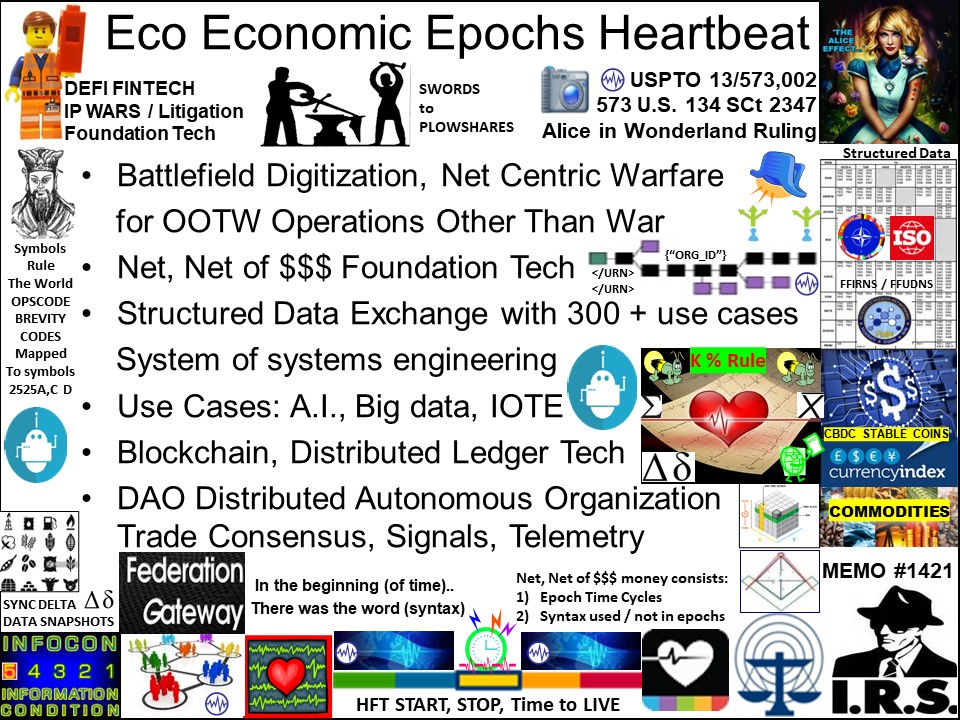 Eco Economic Epochs Heartbeat
"THE
ALICE
EFFECT...
DEFI FINTECH
IP WARS / Litigation
Foundation Tech
SWORDS
to
PLOWSHARES
USPTO 13/573,002
573 U.S. 134 SCt 2347
Alice in Wonderland Ruling
Structured Data
• Battlefield Digitization, Net Centric Warfare
for OOTW Operations Other Than War
• Net, Net of $$$ Foundation Tech
</URN>
</URN>
{"ORG_ID"}
ISO
FFIRNS / FFUDNS
• Structured Data Exchange with 300 + use cases
System of systems engineering
• Use Cases: A.I., Big data, IOTE
• Blockchain, Distributed Ledger Tech
• DAO Distributed Autonomous Organization
Trade Consensus, Signals, Telemetry
Symbols
Rule
The World
OPSCODE
BREVITY
CODES
Mapped
To symbols
2525A,C D
K % Rule
Σ
X
Δ δ
$
CBDC STABLE COINS
£ $ € ¥
currencyindex
COMMODITIES
SYNC DELTA Δ δ
DATA SNAPSHOTS
Federation
Gateway
In the beginning (of time)..
There was the word (syntax)
Net, Net of $$$ money consists:
1) Epoch Time Cycles
2) Syntax used / not in epochs
MEMO #1421
INFOCON
5 4 3 2 1
INFORMATION
CONDITION
HFT START, STOP, Time to LIVE
I.R.S.